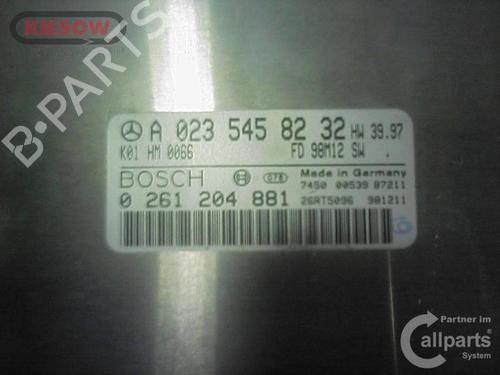 KIESOW
B-PARTS
A 023 545 82 32 HW 39.97
K01 HM 0066 FD 98M12 SW .
BOSCH 078 Made in Germany
7450 00539 87211
0 261 204 881 26RT5096 981211
Partner im
Callparts
System